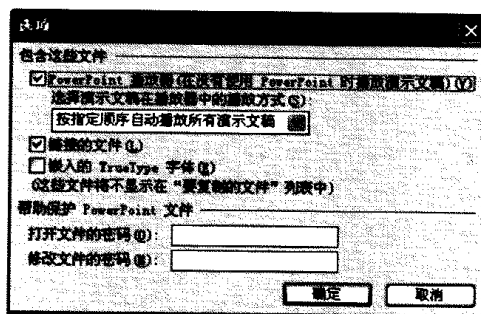 选项
包含这些文件
PowerPoint 播放器(在没有使用 PowerPoint 时播放演示文稿)(V)
选择演示文稿在播放器中的播放方式(S):
按指定顺序自动播放所有演示文稿
链接的文件(L)
嵌入的 TrueType 字体(E)
(这些文件将不显示在“要复制的文件”列表中)
帮助保护 PowerPoint 文件
打开文件的密码(O):
修改文件的密码(M):
确定 取消